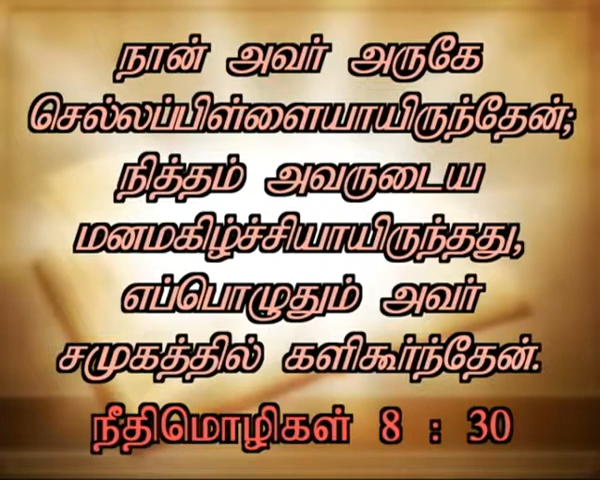 நான் அவர் அருகே
செல்லப்பிள்ளையாயிருந்தேன்;
நித்தம் அவருடைய
மனமகிழ்ச்சியாயிருந்தது,
எப்பொழுதும் அவர்
சமுகத்தில் களிகூர்ந்தேன்.
நீதிமொழிகள் 8 : 30